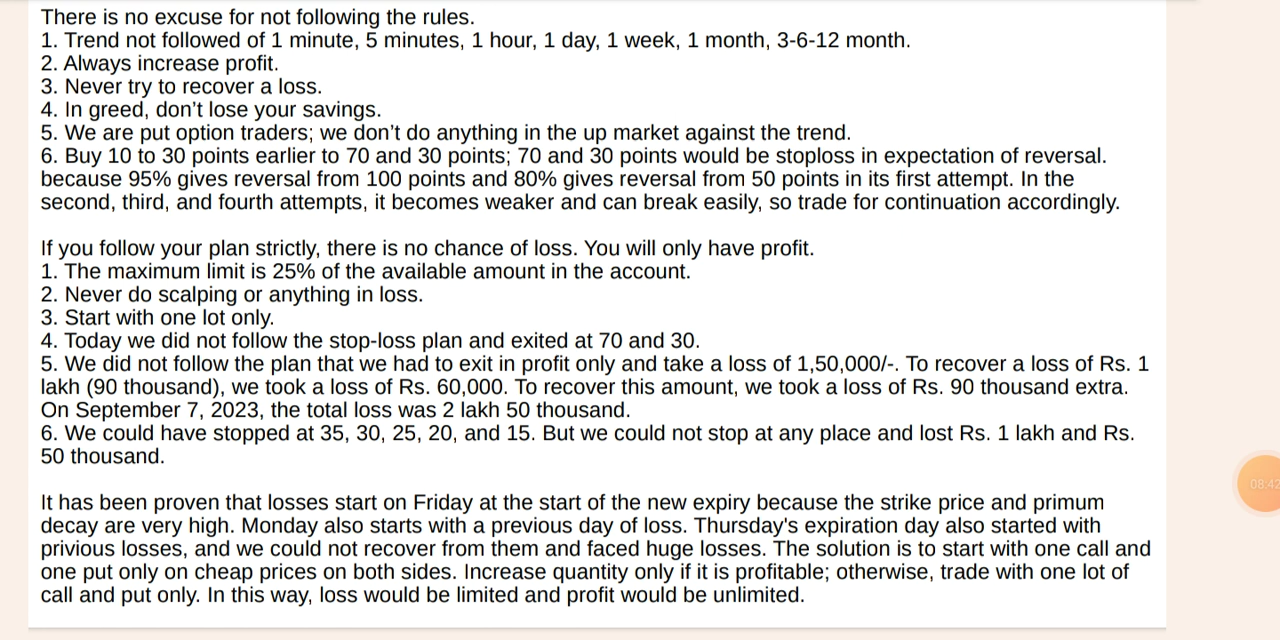 There is no excuse for not following the rules.
1. Trend not followed of 1 minute, 5 minutes, 1 hour, 1 day, 1 week, 1 month, 3-6-12 month.
2. Always increase profit.
3. Never try to recover a loss.
4. In greed, don’t lose your savings.
5. We are put option traders; we don’t do anything in the up market against the trend.
6. Buy 10 to 30 points earlier to 70 and 30 points; 70 and 30 points would be stoploss in expectation of reversal.
because 95% gives reversal from 100 points and 80% gives reversal from 50 points in its first attempt. In the
second, third, and fourth attempts, it becomes weaker and can break easily, so trade for continuation accordingly.
If you follow your plan strictly, there is no chance of loss. You will only have profit.
1. The maximum limit is 25% of the available amount in the account.
2. Never do scalping or anything in loss.
3. Start with one lot only.
4. Today we did not follow the stop-loss plan and exited at 70 and 30.
5. We did not follow the plan that we had to exit in profit only and take a loss of 1,50,000/-. To recover a loss of Rs. 1
lakh (90 thousand), we took a loss of Rs. 60,000. To recover this amount, we took a loss of Rs. 90 thousand extra.
On September 7, 2023, the total loss was 2 lakh 50 thousand.
6. We could have stopped at 35, 30, 25, 20, and 15. But we could not stop at any place and lost Rs. 1 lakh and Rs.
50 thousand.
It has been proven that losses start on Friday at the start of the new expiry because the strike price and primum
decay are very high. Monday also starts with a previous day of loss. Thursday's expiration day also started with
privious losses, and we could not recover from them and faced huge losses. The solution is to start with one call and
one put only on cheap prices on both sides. Increase quantity only if it is profitable; otherwise, trade with one lot of
call and put only. In this way, loss would be limited and profit would be unlimited.
08:42